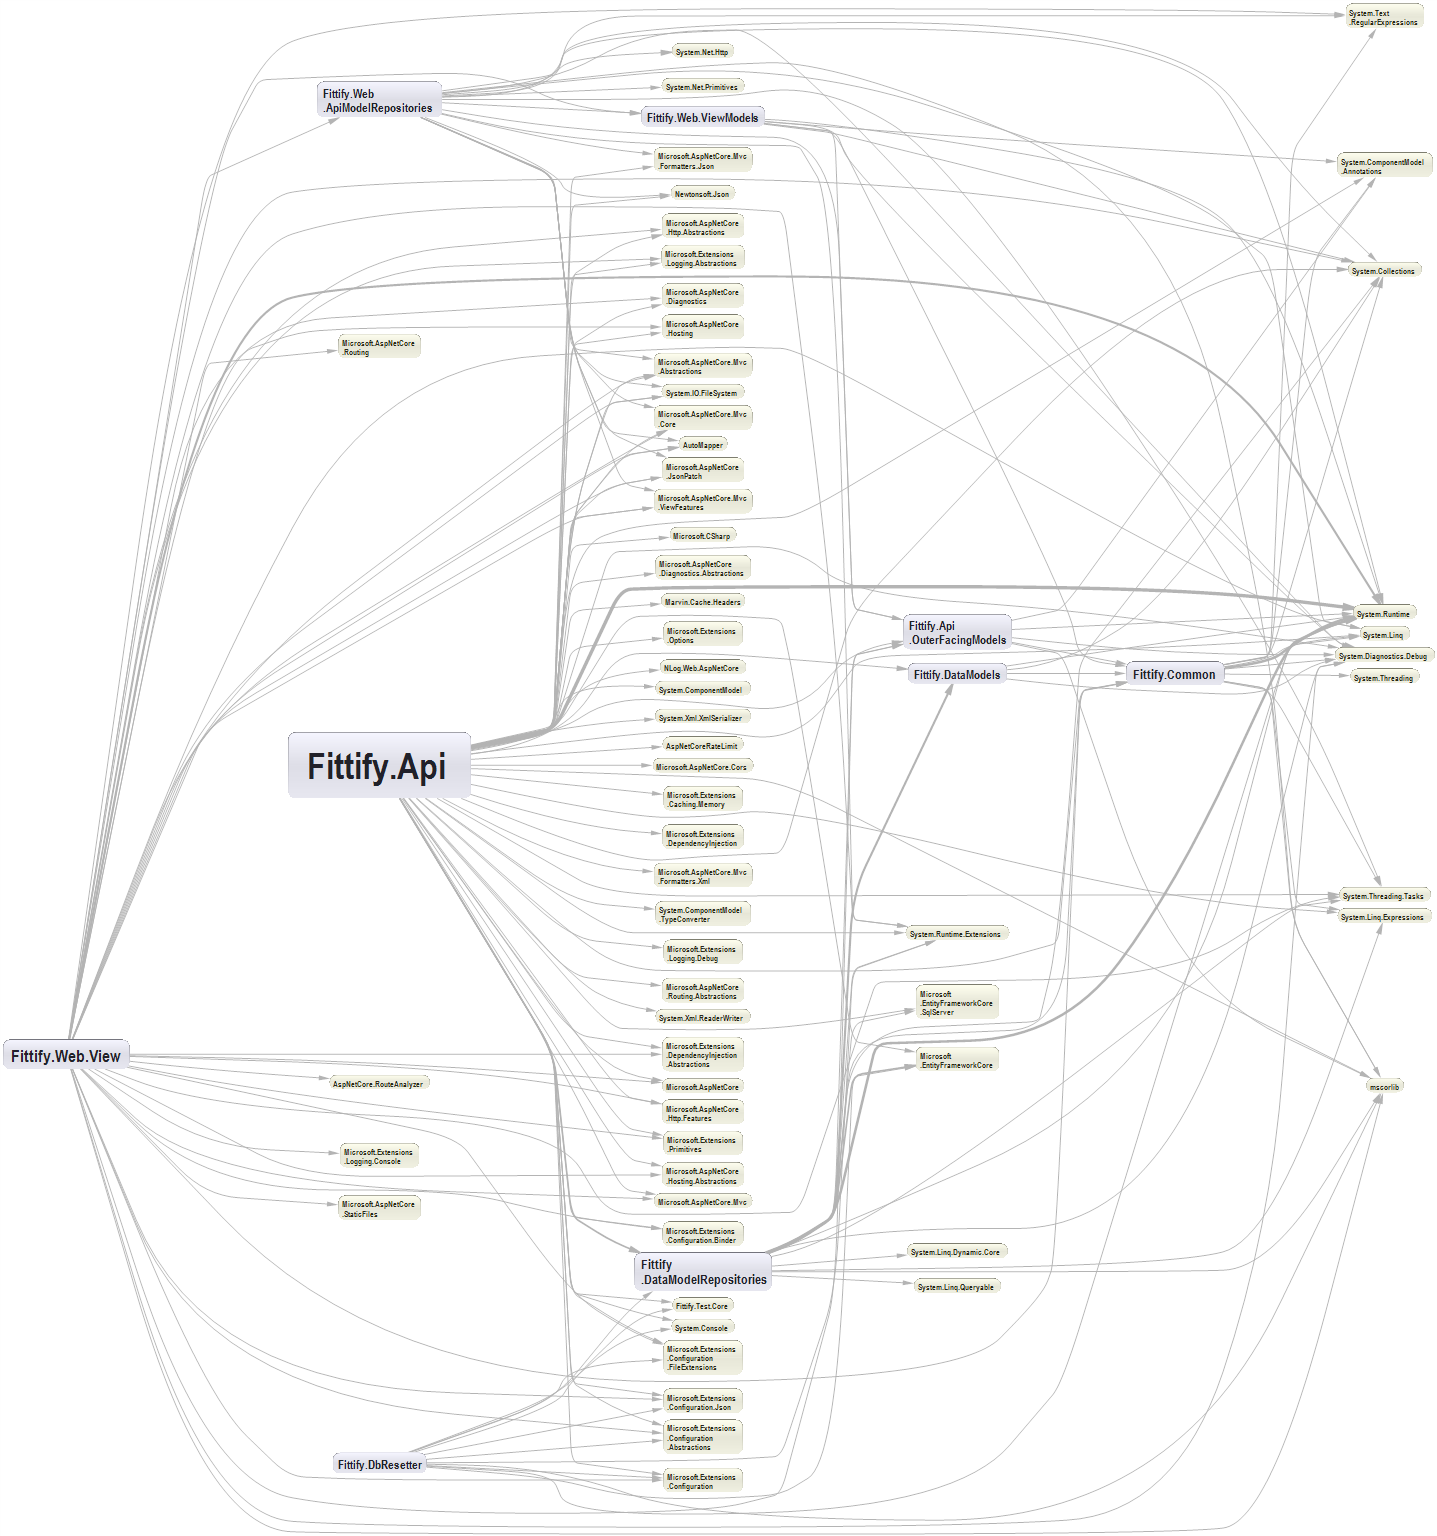 System.Text
.RegularExpressions
System.Net.Http
Fittify.Web
.ApiModelRepositories
System.Net.Primitives
Fittify.Web.ViewModels
Microsoft.AspNetCore.Mvc
.Formatters.Json
System.ComponentModel
.Annotations
Newtonsoft.Json
Microsoft.AspNetCore
.Http.Abstractions
Microsoft.Extensions
.Logging.Abstractions
System.Collections
Microsoft.AspNetCore
.Diagnostics
Microsoft.AspNetCore
.Hosting
Microsoft.AspNetCore
.Routing
Microsoft.AspNetCore.Mvc
.Abstractions
System.IO.FileSystem
Microsoft.AspNetCore.Mvc
.Core
AutoMapper
Microsoft.AspNetCore
.JsonPatch
Microsoft.AspNetCore.Mvc
.ViewFeatures
Microsoft.CSharp
Microsoft.AspNetCore
.Diagnostics.Abstractions
Marvin.Cache.Headers
System.Runtime
Fittify.Api
.OuterFacingModels
Microsoft.Extensions
.Options
System.Linq
System.Diagnostics.Debug
NLog.Web.AspNetCore
Fittify.DataModels
Fittify.Common
System.Threading
System.ComponentModel
System.Xml.XmlSerializer
AspNetCoreRateLimit
Fittify.Api
Microsoft.AspNetCore.Cors
Microsoft.Extensions
.Caching.Memory
Microsoft.Extensions
.DependencyInjection
Microsoft.AspNetCore.Mvc
.Formatters.Xml
System.Threading.Tasks
System.ComponentModel
.TypeConverter
System.Linq.Expressions
System.Runtime.Extensions
Microsoft.Extensions
.Logging.Debug
Microsoft.AspNetCore
.Routing.Abstractions
Microsoft
.EntityFrameworkCore
.SqlServer
System.Xml.ReaderWriter
Microsoft.Extensions
.DependencyInjection
.Abstractions
Fittify.Web.View
Microsoft
.EntityFrameworkCore
AspNetCore.RouteAnalyzer
Microsoft.AspNetCore
mscorlib
Microsoft.AspNetCore
.Http.Features
Microsoft.Extensions
.Primitives
Microsoft.Extensions
.Logging.Console
Microsoft.AspNetCore
.Hosting.Abstractions
Microsoft.AspNetCore.Mvc
Microsoft.AspNetCore
.StaticFiles
Microsoft.Extensions
.Configuration.Binder
System.Linq.Dynamic.Core
Fittify
.DataModelRepositories
System.Linq.Queryable
Fittify.Test.Core
System.Console
Microsoft.Extensions
.Configuration
.FileExtensions
Microsoft.Extensions
.Configuration.Json
Microsoft.Extensions
.Configuration
.Abstractions
Fittify.DbResetter
Microsoft.Extensions
.Configuration